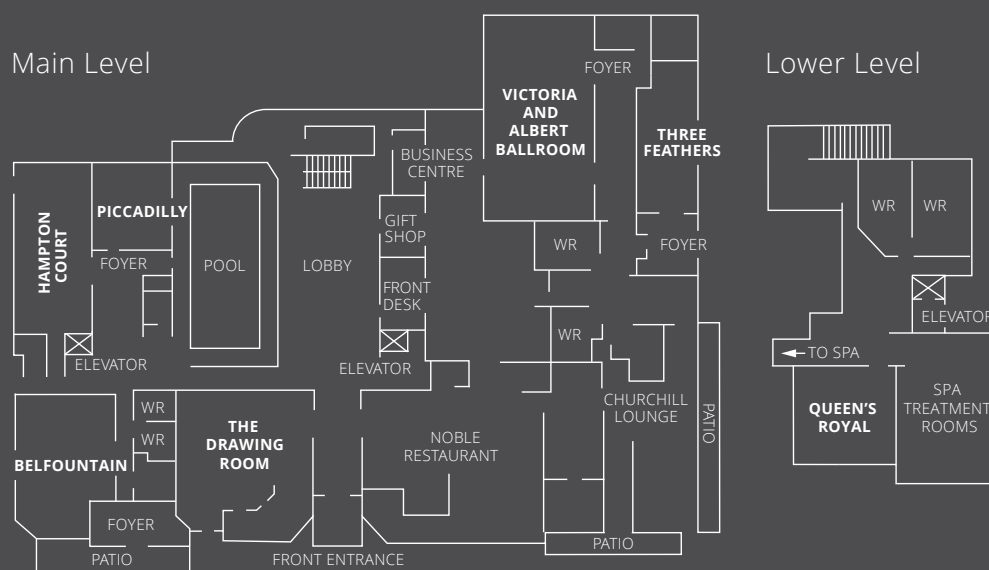 Main Level
Lower Level
FOYER
VICTORIA
AND
ALBERT
BALLROOM
THREE
FEATHERS
BUSINESS
CENTRE
PICCADILLY
HAMPTON
COURT
FOYER
POOL
LOBBY
GIFT
SHOP
FRONT
DESK
WR
FOYER
WR
ELEVATOR
ELEVATOR
WR
WR
THE
DRAWING
ROOM
BELFOUNTAIN
NOBLE
RESTAURANT
CHURCHILL
LOUNGE
PATIO
FOYER
PATIO
FRONT ENTRANCE
PATIO
WR
WR
ELEVATOR
TO SPA
QUEEN'S
ROYAL
SPA
TREATMENT
ROOMS